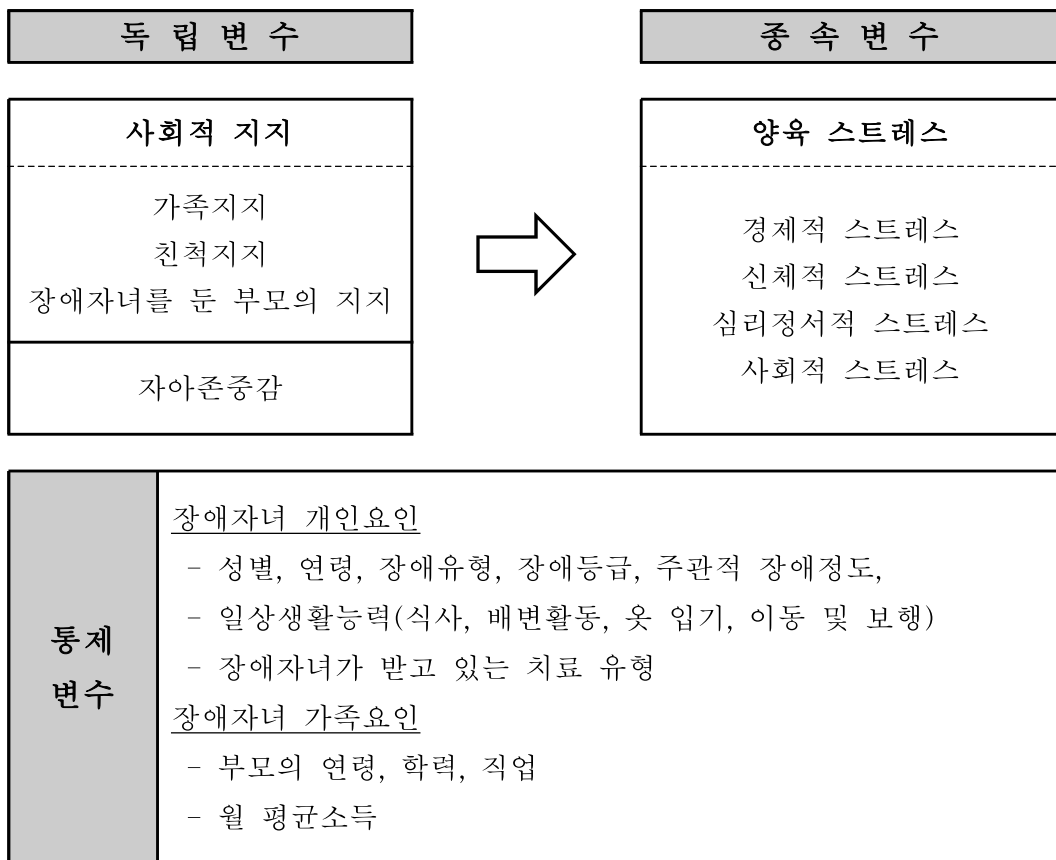 독 립 변 수
종 속 변 수
사회적 지지
가족지지
친척지지
장애자녀를 둔 부모의 지지
자아존중감
양육 스트레스
경제적 스트레스
신체적 스트레스
심리정서적 스트레스
사회적 스트레스
통제
변수
장애자녀 개인요인
- 성별, 연령, 장애유형, 장애등급, 주관적 장애정도,
- 일상생활능력(식사, 배변활동, 옷 입기, 이동 및 보행)
- 장애자녀가 받고 있는 치료 유형
장애자녀 가족요인
- 부모의 연령, 학력, 직업
- 월 평균소득